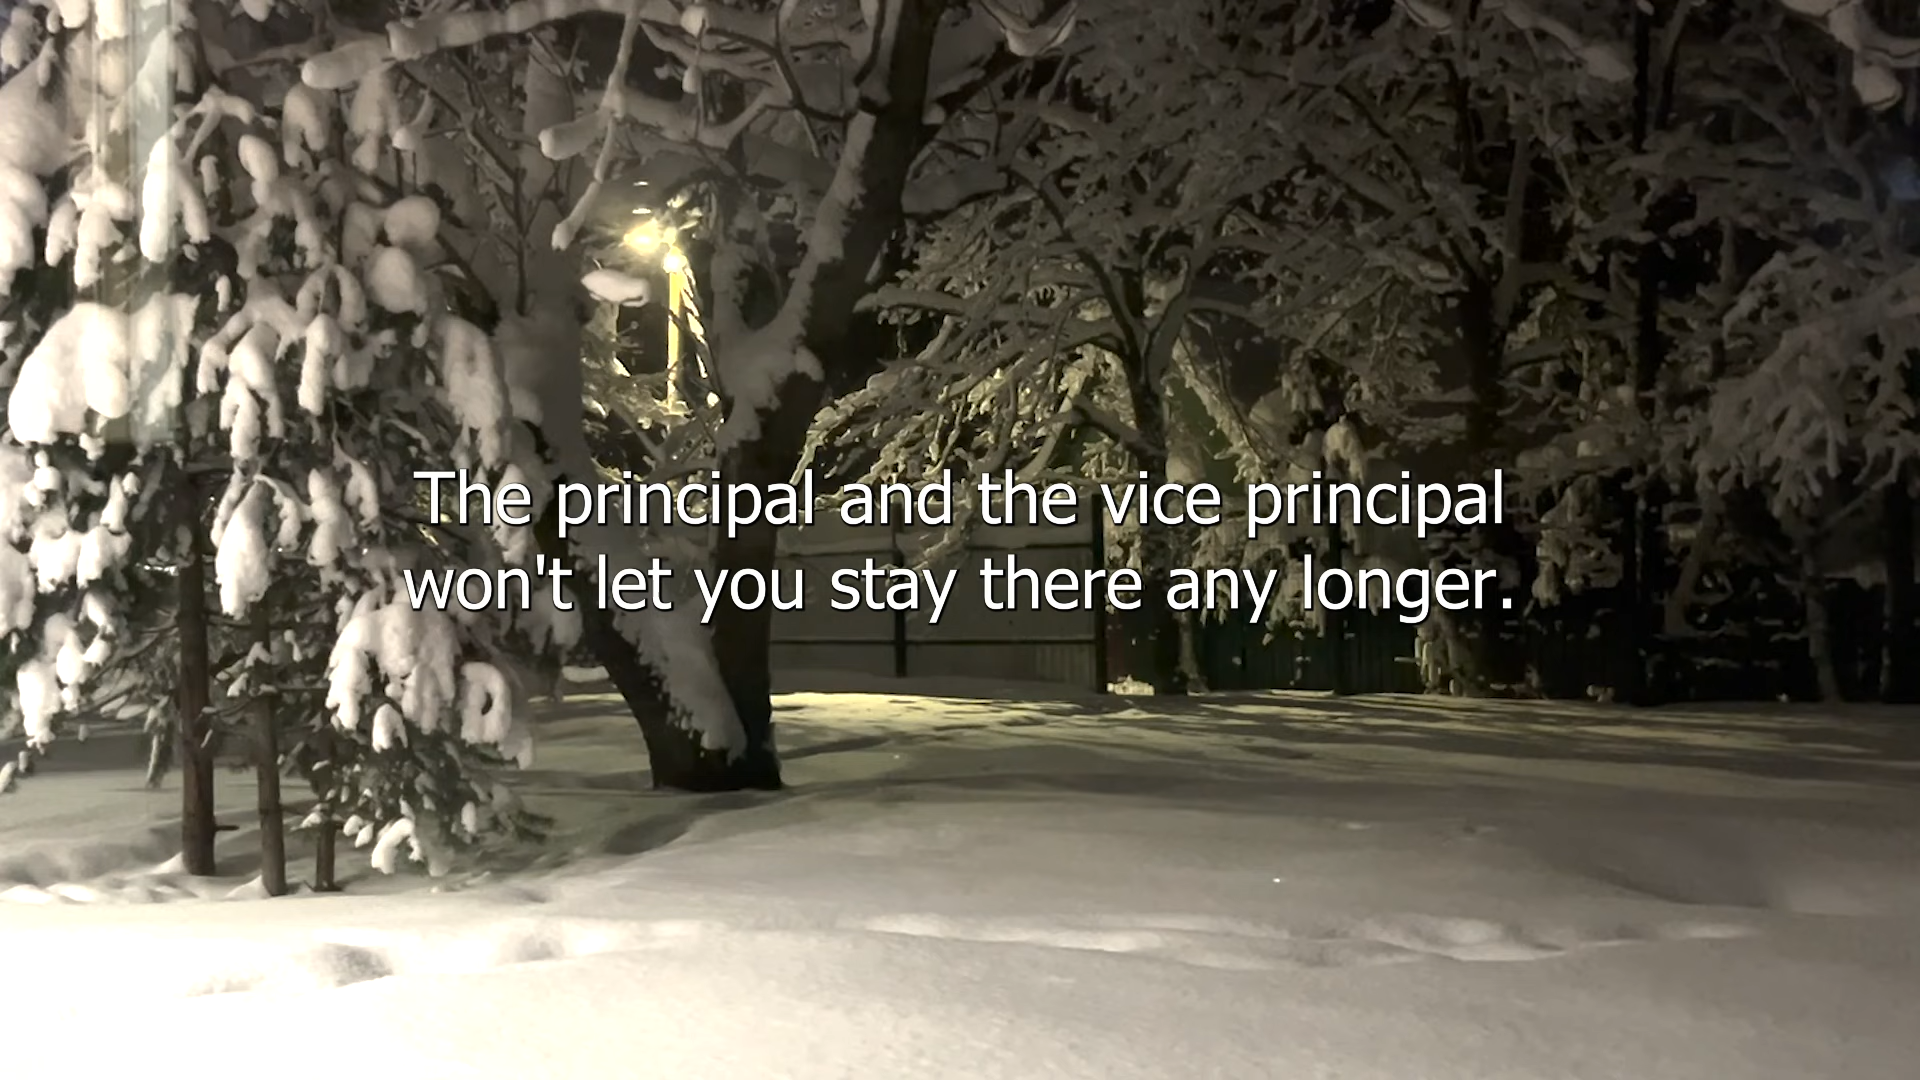 The principal and the vice principal
won't let you stay there any longer.